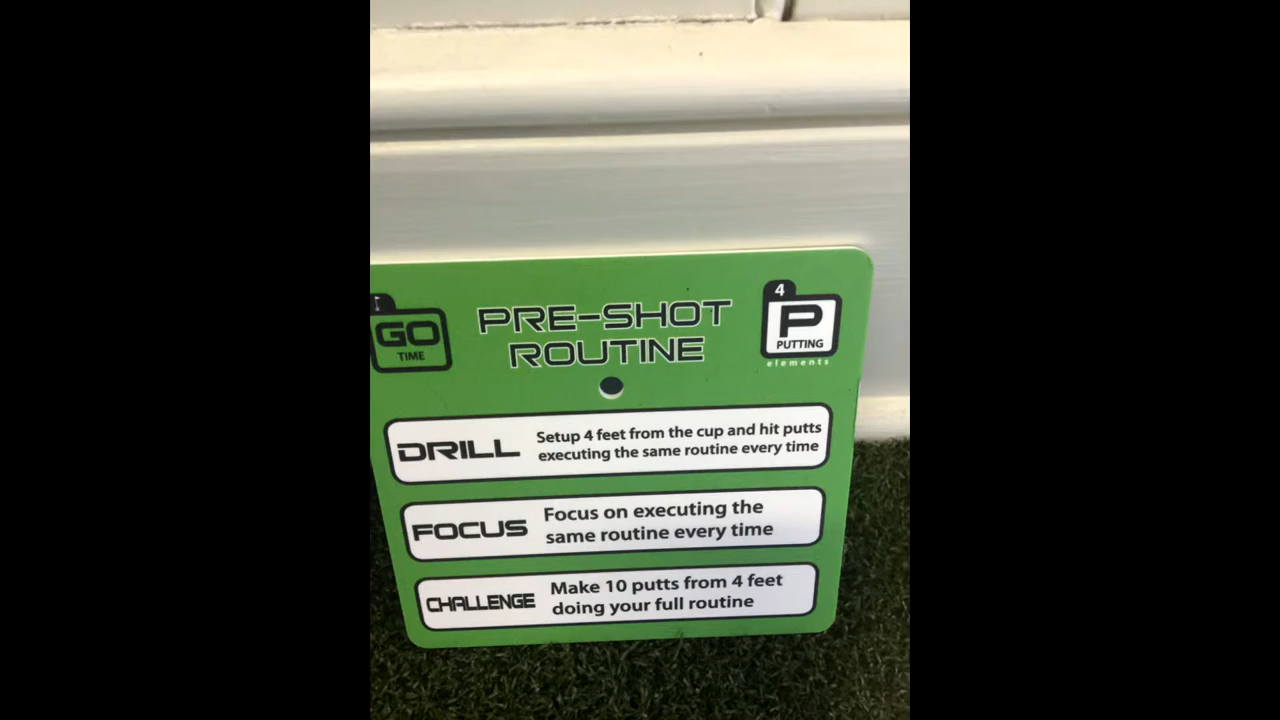 GO
TIME
PRE-SHOT
ROUTINE
4
P
PUTTING
elements
DRILL
Setup 4 feet from the cup and hit putts
executing the same routine every time
FOCUS
Focus on executing the
same routine every time
CHALLENGE
Make 10 putts from 4 feet
doing your full routine